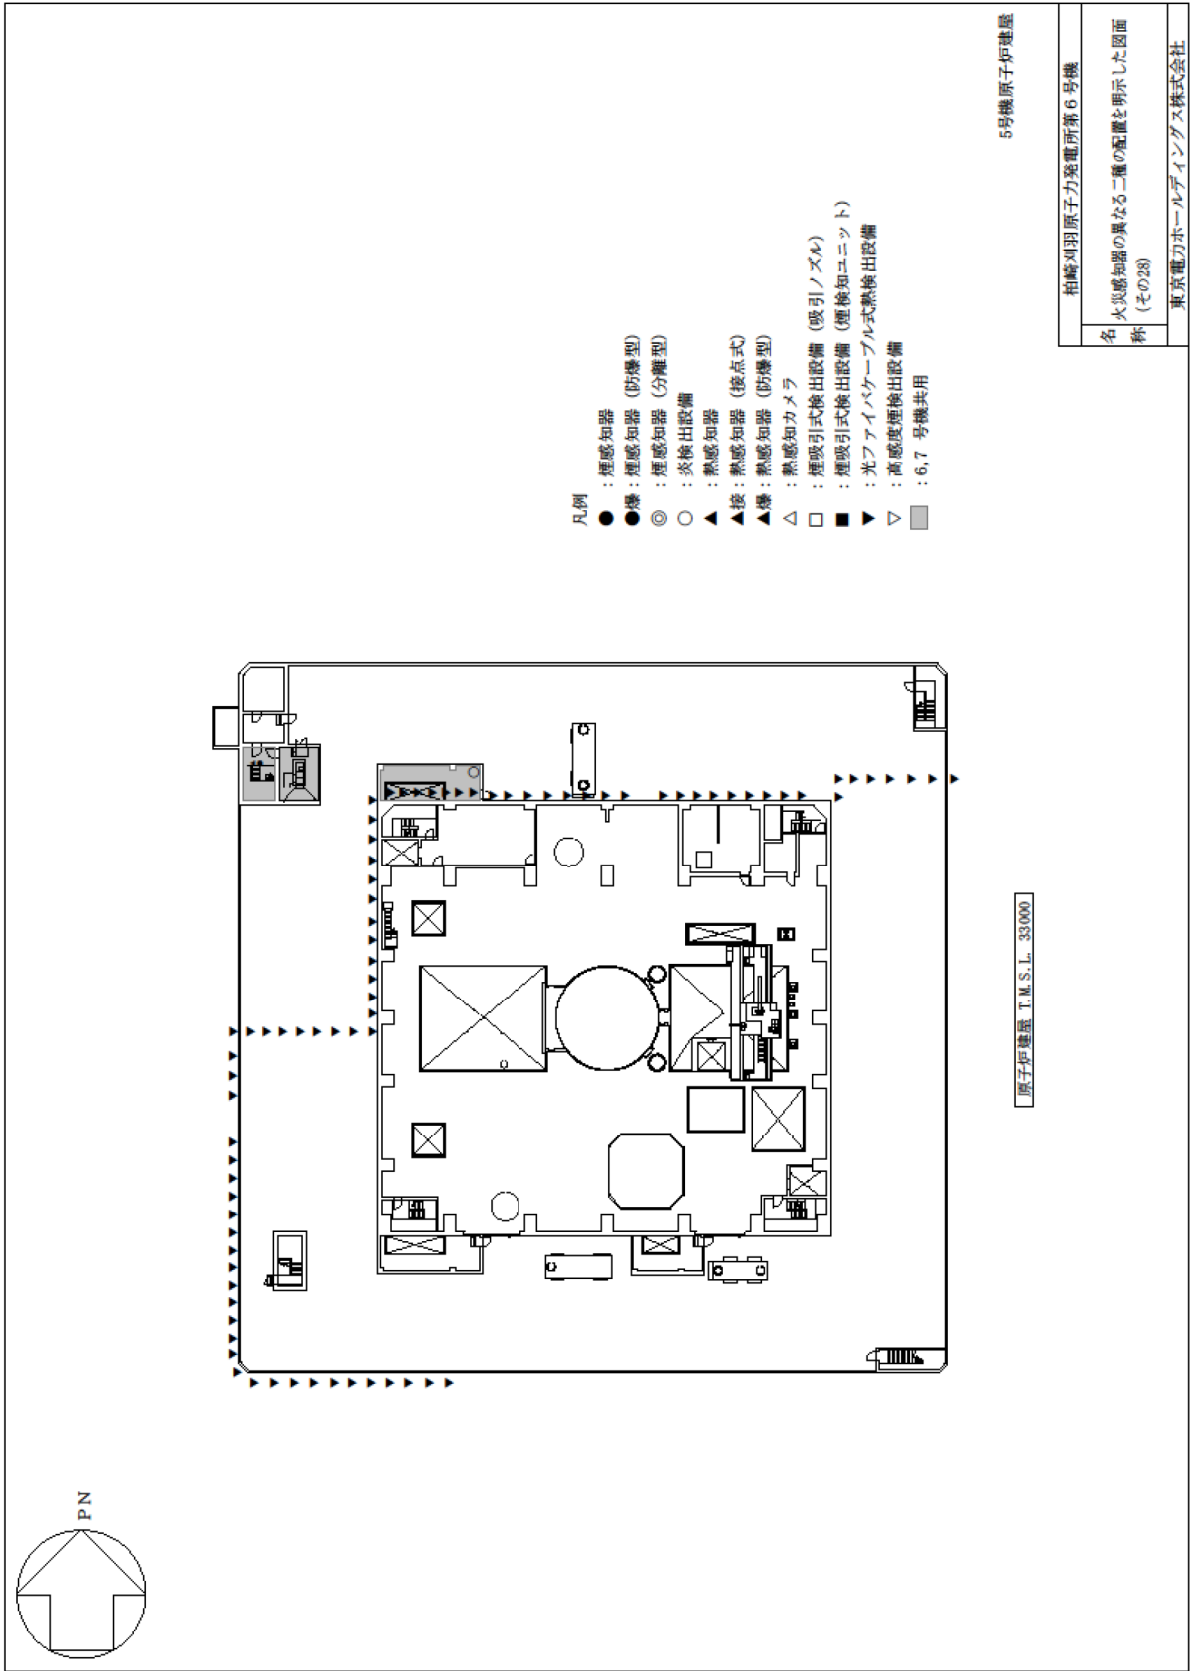 PN
原子炉建屋 T.M.S.L. 33000
凡例
● : 煙感知器
●爆 : 煙感知器 (防爆型)
◎ : 煙感知器 (分離型)
○ : 炎検出設備
▲ : 熱感知器
▲接 : 熱感知器 (接点式)
▲爆 : 熱感知器 (防爆型)
△ : 熱感知カメラ
□ : 煙吸引式検出設備 (吸引ノズル)
■ : 煙吸引式検出設備 (煙検知ユニット)
▼ : 光ファイバケーブル式熱検出設備
▽ : 高感度煙検出設備
: 6,7 号機共用
5号機原子炉建屋
柏崎刈羽原子力発電所第6号機
名称
火災感知器の異なる二種の配置を明示した図面
(その28)
東京電力ホールディングス株式会社